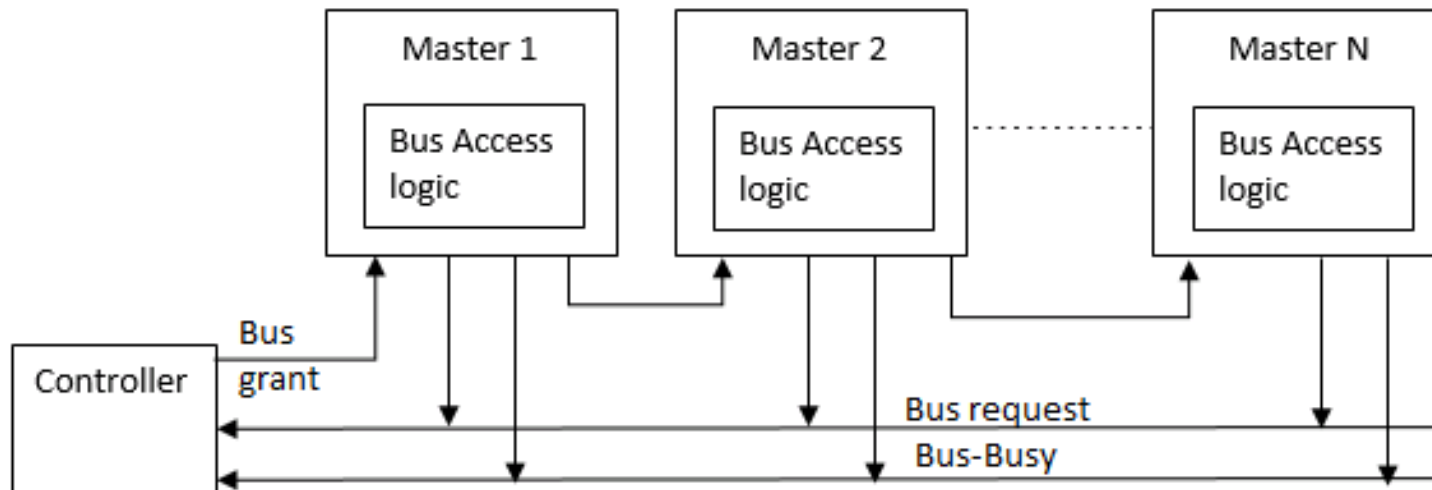 Master 1
Master 2
Master N
Bus Access
logic
Bus Access
logic
Bus Access
logic
Bus
grant
Controller
Bus request
Bus-Busy